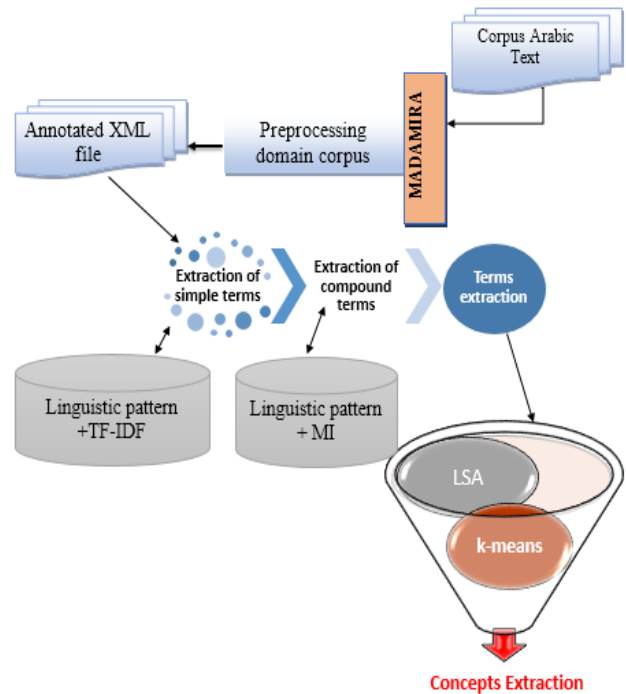 Corpus Arabic
Text
MADAMIRA
Preprocessing
domain corpus
Annotated XML
file
Extraction of
simple terms
Extraction of
compound
terms
Terms
extraction
Linguistic pattern
+TF-IDF
Linguistic pattern
+ MI
LSA
k-means
Concepts Extraction